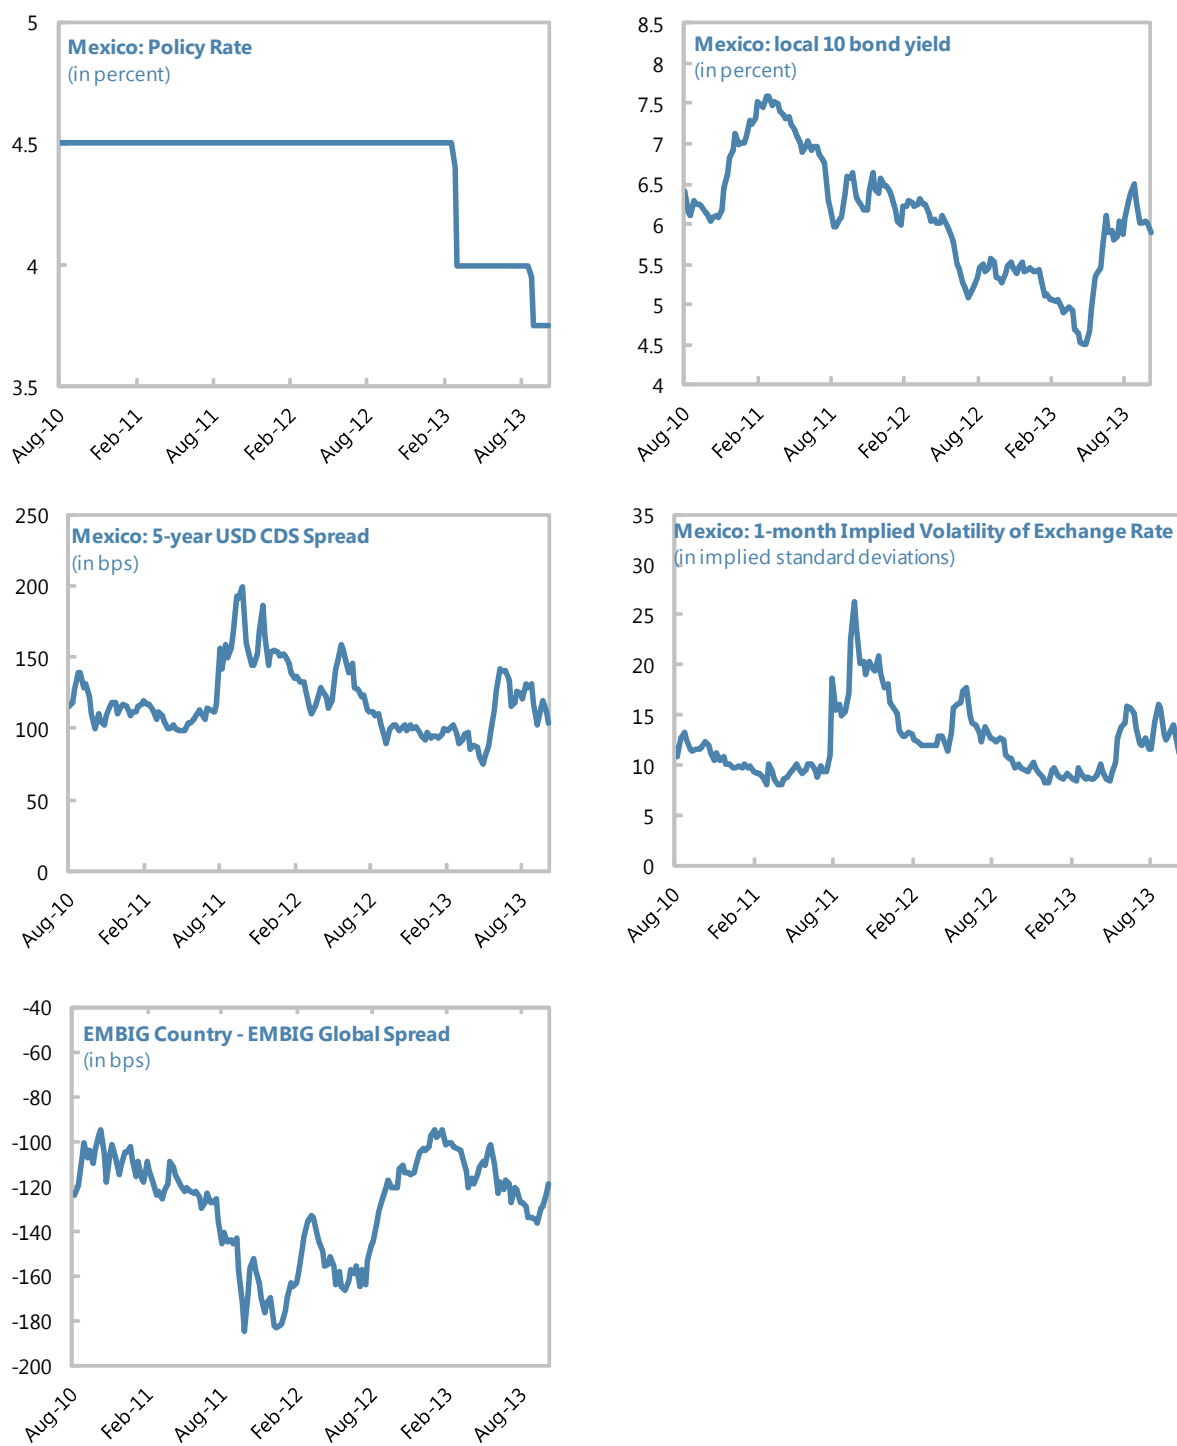 Mexico: Policy Rate
(in percent)
5
4.5
4
3.5
Aug-10
Feb-11
Aug-11
Feb-12
Aug-12
Feb-13
Aug-13
Mexico: local 10 bond yield
(in percent)
8.5
8
7.5
7
6.5
6
5.5
5
4.5
4
Aug-10
Feb-11
Aug-11
Feb-12
Aug-12
Feb-13
Aug-13
Mexico: 5-year USD CDS Spread
(in bps)
250
200
150
100
50
0
Aug-10
Feb-11
Aug-11
Feb-12
Aug-12
Feb-13
Aug-13
Mexico: 1-month Implied Volatility of Exchange Rate
(in implied standard deviations)
35
30
25
20
15
10
5
0
Aug-10
Feb-11
Aug-11
Feb-12
Aug-12
Feb-13
Aug-13
EMBIG Country - EMBIG Global Spread
(in bps)
-40
-60
-80
-100
-120
-140
-160
-180
-200
Aug-10
Feb-11
Aug-11
Feb-12
Aug-12
Feb-13
Aug-13